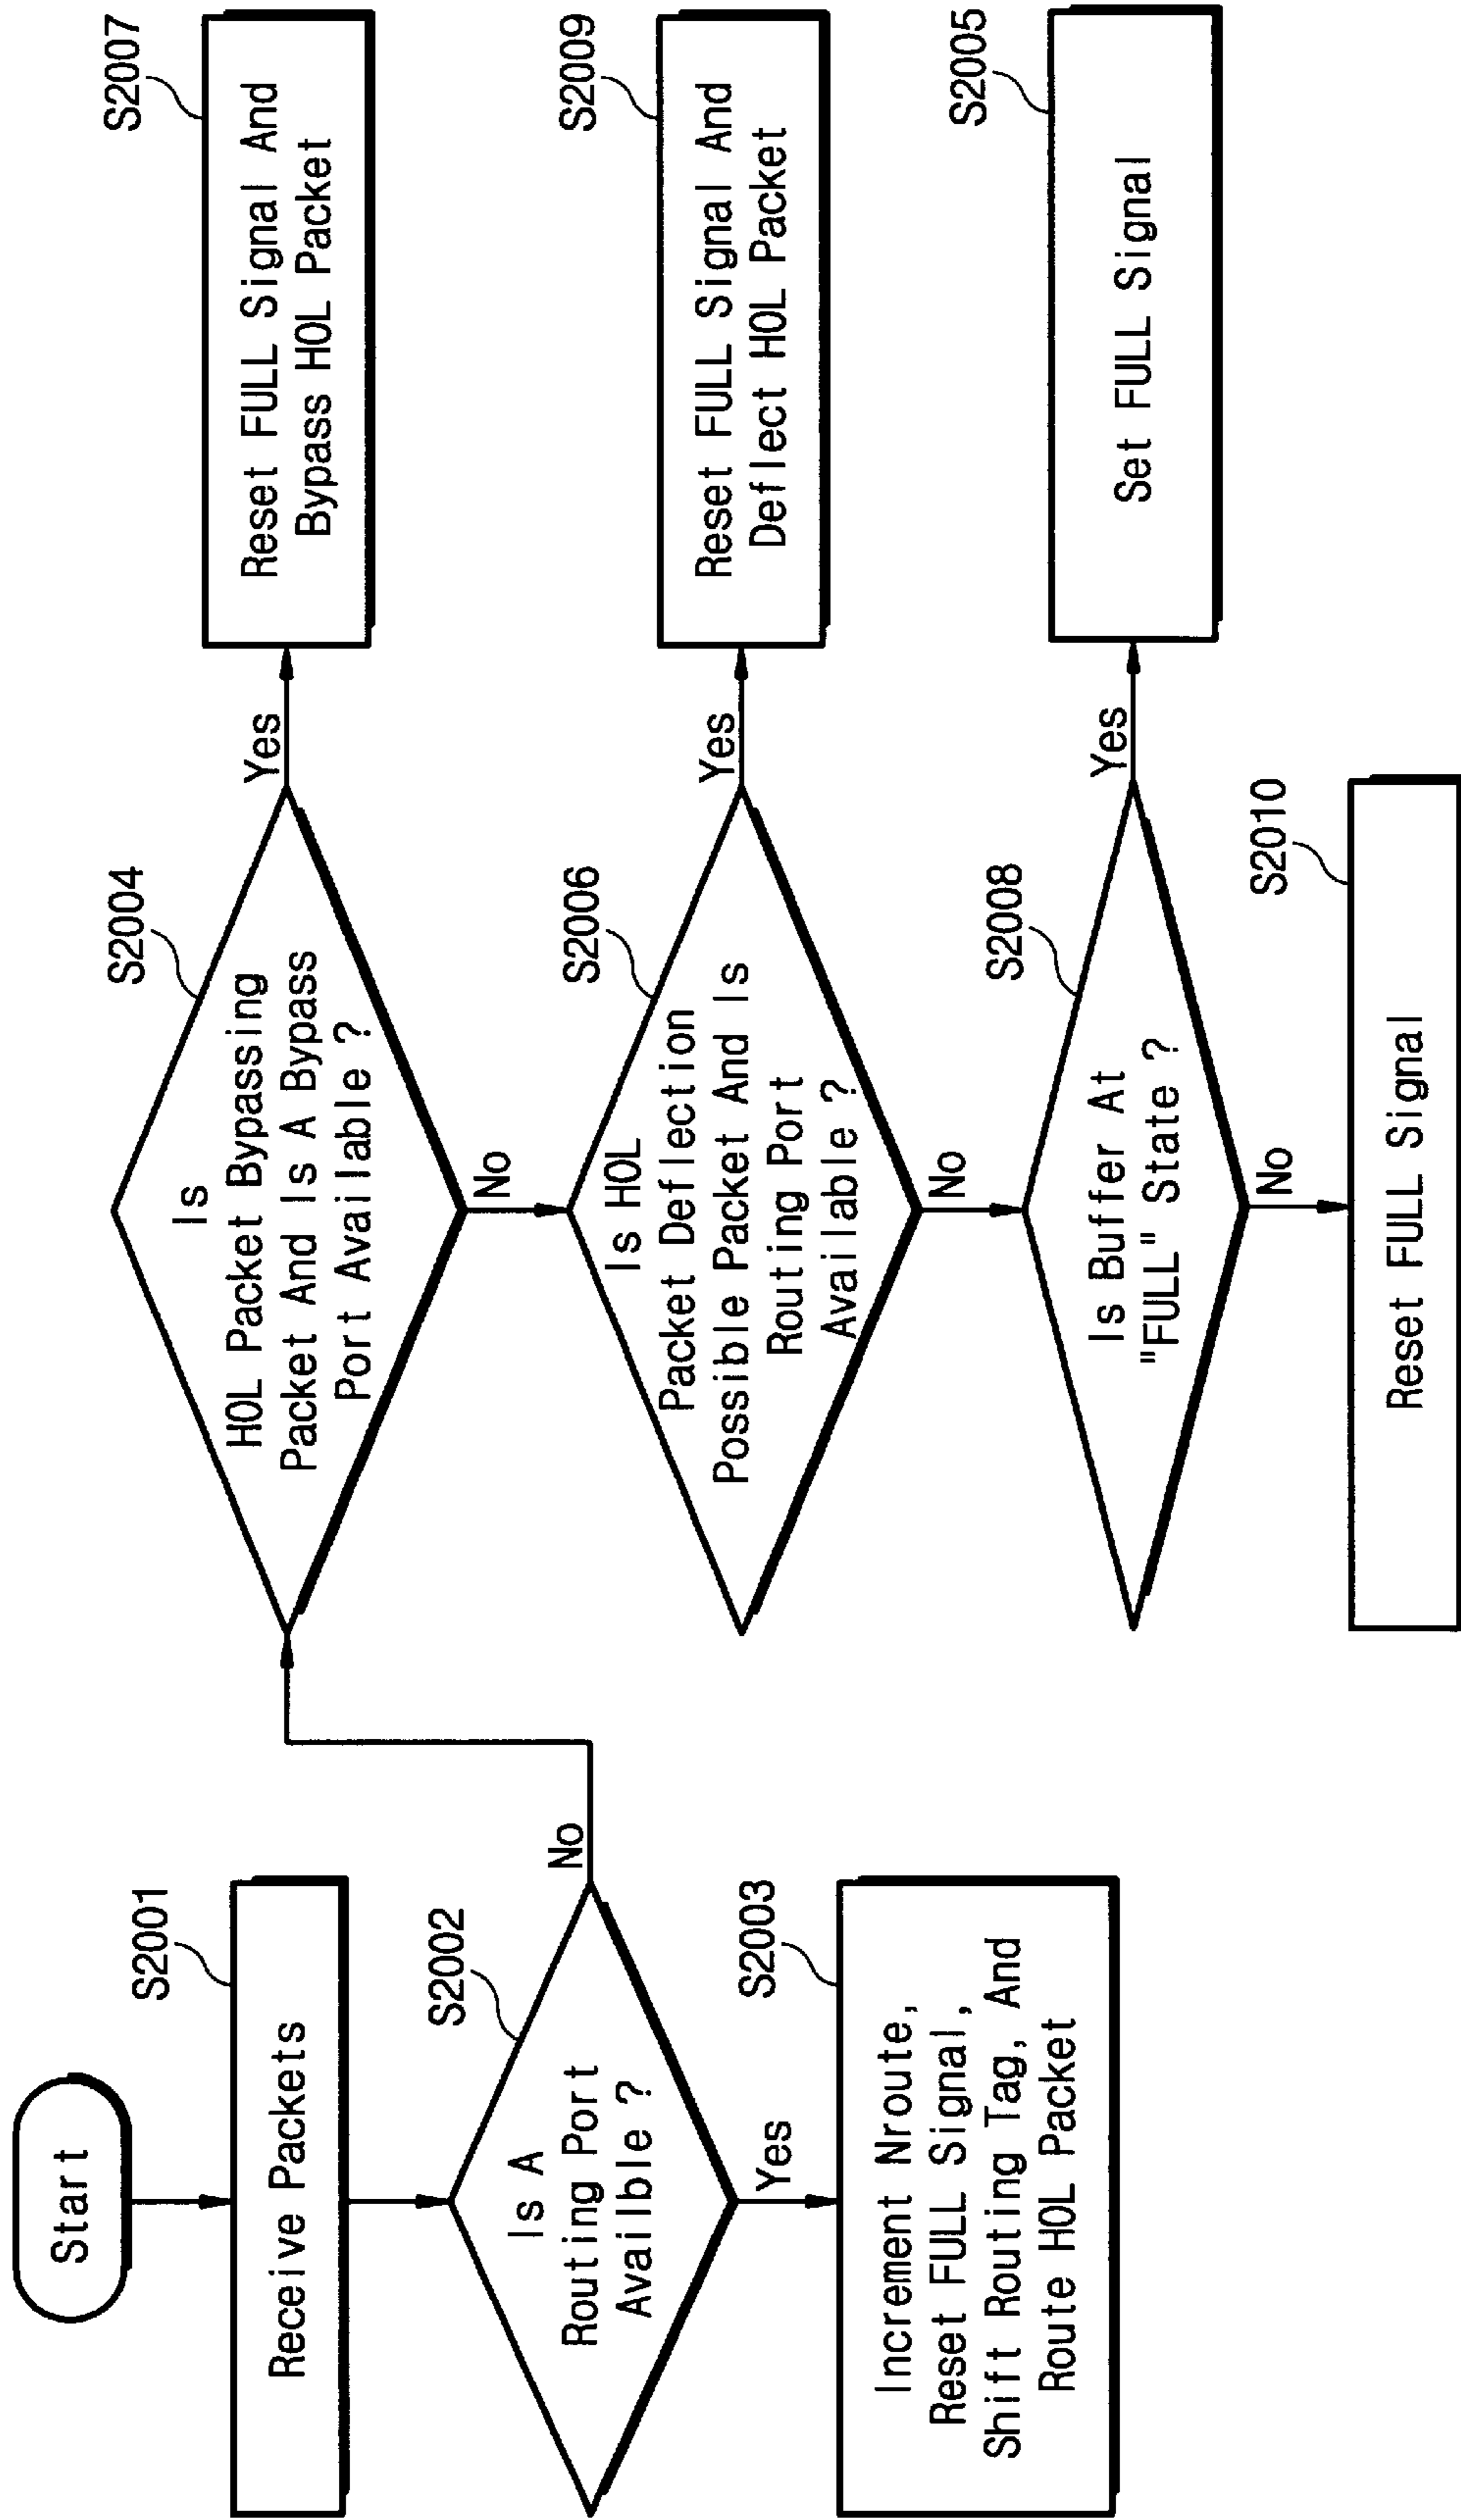 Start
S2001
Receive Packets
S2002
Is A
Routing Port
Availble ?
No
Yes
S2003
Increment Nroute,
Reset FULL Signal,
Shift Routing Tag, And
Route HOL Packet
S2004
Is
HOL Packet Bypassing
Packet And Is A Bypass
Port Available ?
Yes
No
S2007
Reset FULL Signal And
Bypass HOL Packet
S2006
Is HOL
Packet Deflection
Possible Packet And Is
Routing Port
Available ?
Yes
No
S2009
Reset FULL Signal And
Deflect HOL Packet
S2008
Is Buffer At
"FULL" State ?
Yes
No
S2005
Set FULL Signal
S2010
Reset FULL Signal